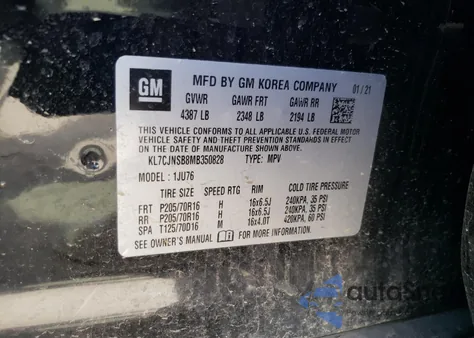 GM
MFD BY GM KOREA COMPANY 01/21
GVWR GAWR FRT GAWR RR
4387 LB 2348 LB 2194 LB
THIS VEHICLE CONFORMS TO ALL APPLICABLE U.S. FEDERAL MOTOR
VEHICLE SAFETY AND THEFT PREVENTION STANDARDS IN EFFECT
ON THE DATE OF MANUFACTURE SHOWN ABOVE.
KL7CJNSB8MB350828 TYPE: MPV
MODEL: 1JU76
TIRE SIZE SPEED RTG RIM COLD TIRE PRESSURE
FRT P205/70R16 H 16x6.5J 240KPA, 35 PSI
RR P205/70R16 H 16x6.5J 240KPA, 35 PSI
SPA T125/70D16 M 16x4.0T 420KPA, 60 PSI
SEE OWNER'S MANUAL FOR MORE INFORMATION.